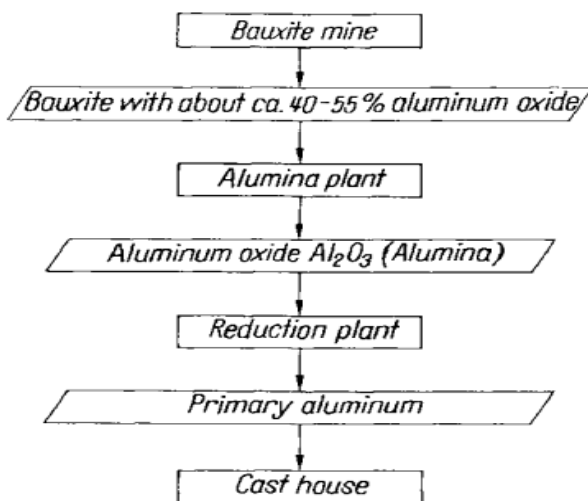 Bauxite mine
Bauxite with about ca. 40-55% aluminum oxide
Alumina plant
Aluminum oxide Al₂O₃ (Alumina)
Reduction plant
Primary aluminum
Cast house